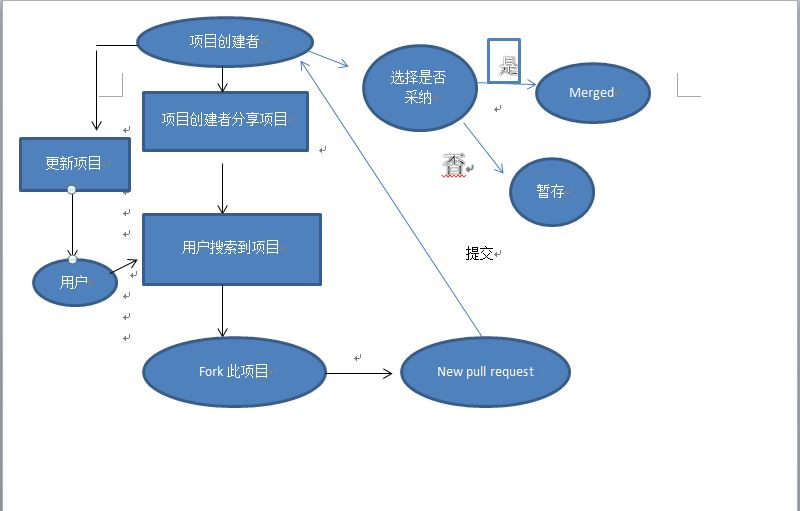 项目创建者
选择是否
采纳
是
Merged
项目创建者分享项目
更新项目
否
暂存
用户搜索到项目
提交
用户
Fork 此项目
New pull request